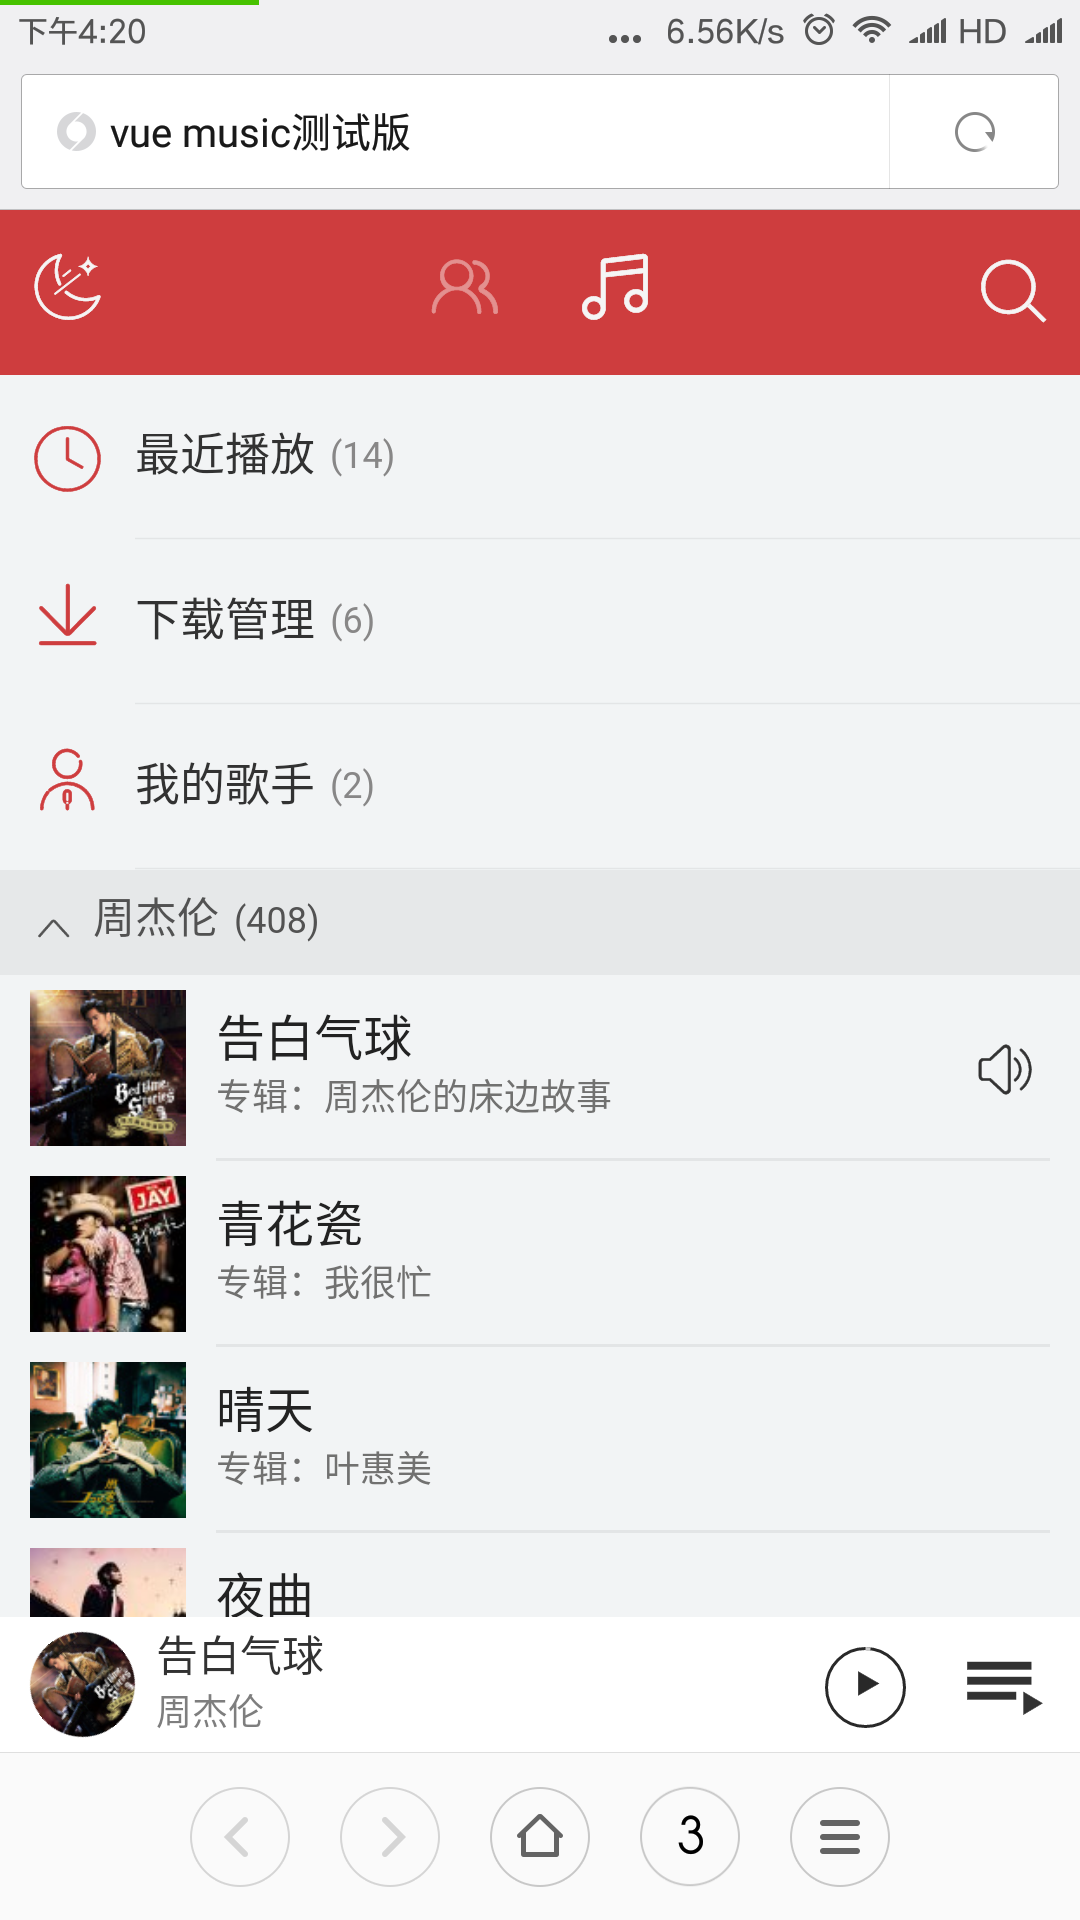 下午4:20 ... 6.56K/s HD
vue music测试版
最近播放 (14)
下载管理 (6)
我的歌手 (2)
周杰伦 (408)
告白气球
专辑：周杰伦的床边故事
Bedtime
Stories
青花瓷
专辑：我很忙
JAY
晴天
专辑：叶惠美
夜曲
告白气球
周杰伦
3